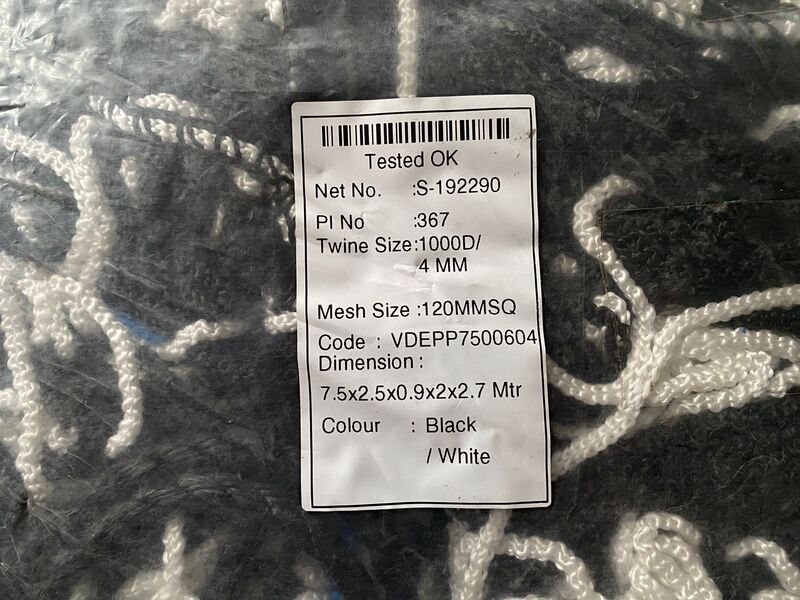 Tested OK
Net No. :S-192290
PI No :367
Twine Size:1000D/
4 MM
Mesh Size :120MMSQ
Code : VDEPP7500604
Dimension :
7.5x2.5x0.9x2x2.7 Mtr
Colour : Black
/ White